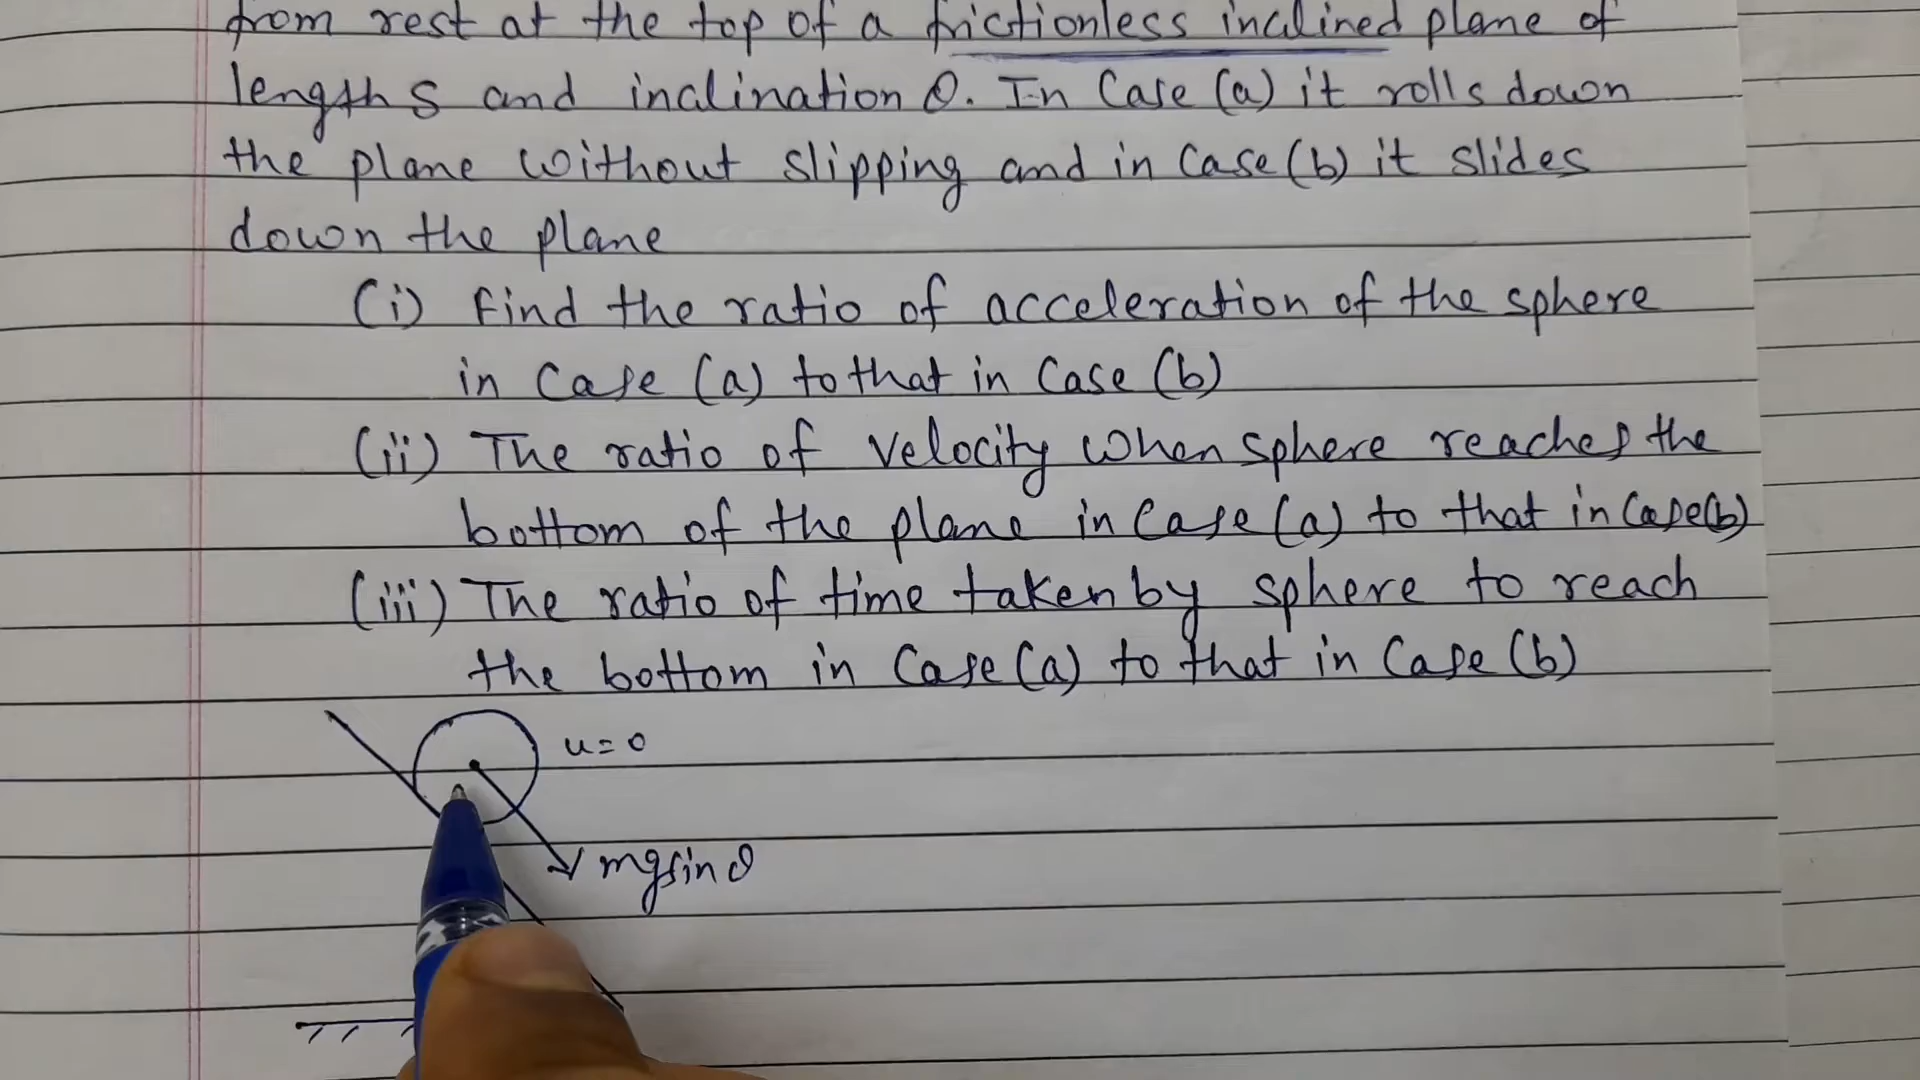 from rest at the top of a frictionless inclined plane of
length S and inclination θ. In Case (a) it rolls down
the plane without slipping and in Case (b) it slides
down the plane
(i) Find the ratio of acceleration of the sphere
in Case (a) to that in Case (b)
(ii) The ratio of velocity when sphere reaches the
bottom of the plane in Case (a) to that in Case(b)
(iii) The ratio of time taken by sphere to reach
the bottom in Case (a) to that in Case (b)
u = 0
mg sin θ